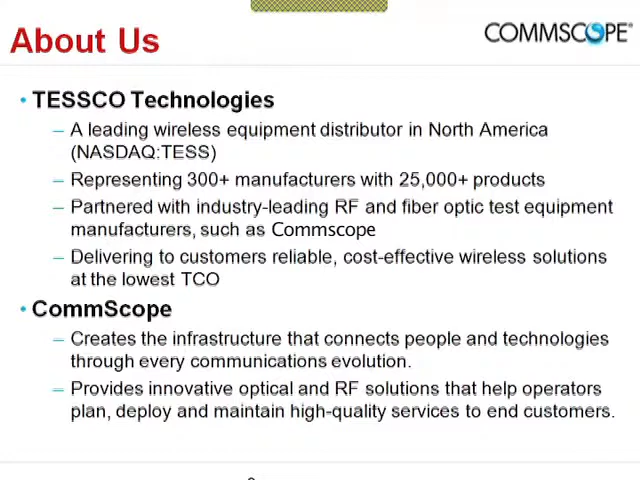 About Us
COMMSCOPE®
• TESSCO Technologies
– A leading wireless equipment distributor in North America
(NASDAQ:TESS)
– Representing 300+ manufacturers with 25,000+ products
– Partnered with industry-leading RF and fiber optic test equipment
manufacturers, such as Commscope
– Delivering to customers reliable, cost-effective wireless solutions
at the lowest TCO
• CommScope
– Creates the infrastructure that connects people and technologies
through every communications evolution.
– Provides innovative optical and RF solutions that help operators
plan, deploy and maintain high-quality services to end customers.